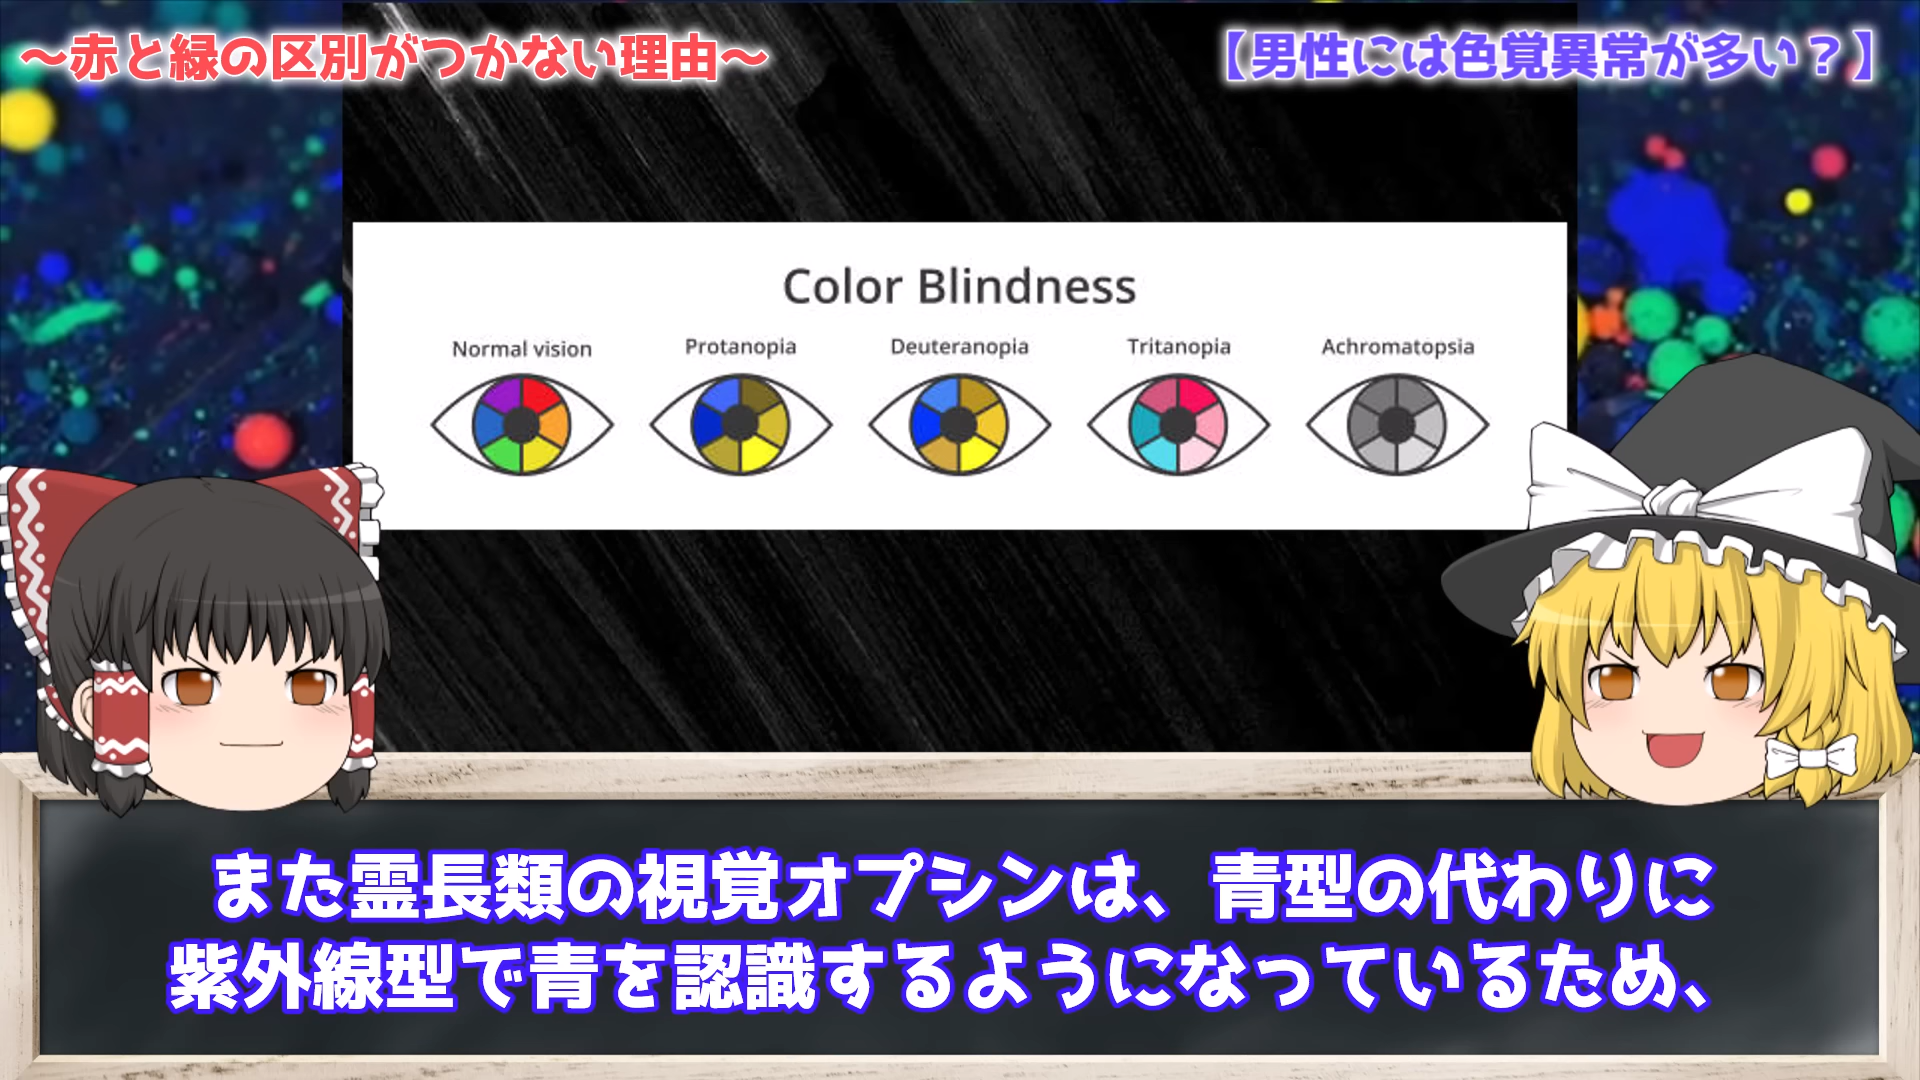 ～赤と緑の区別がつかない理由～
【男性には色覚異常が多い？】
Color Blindness
Normal vision
Protanopia
Deuteranopia
Tritanopia
Achromatopsia
また霊長類の視覚オプシンは、青型の代わりに
紫外線型で青を認識するようになっているため、